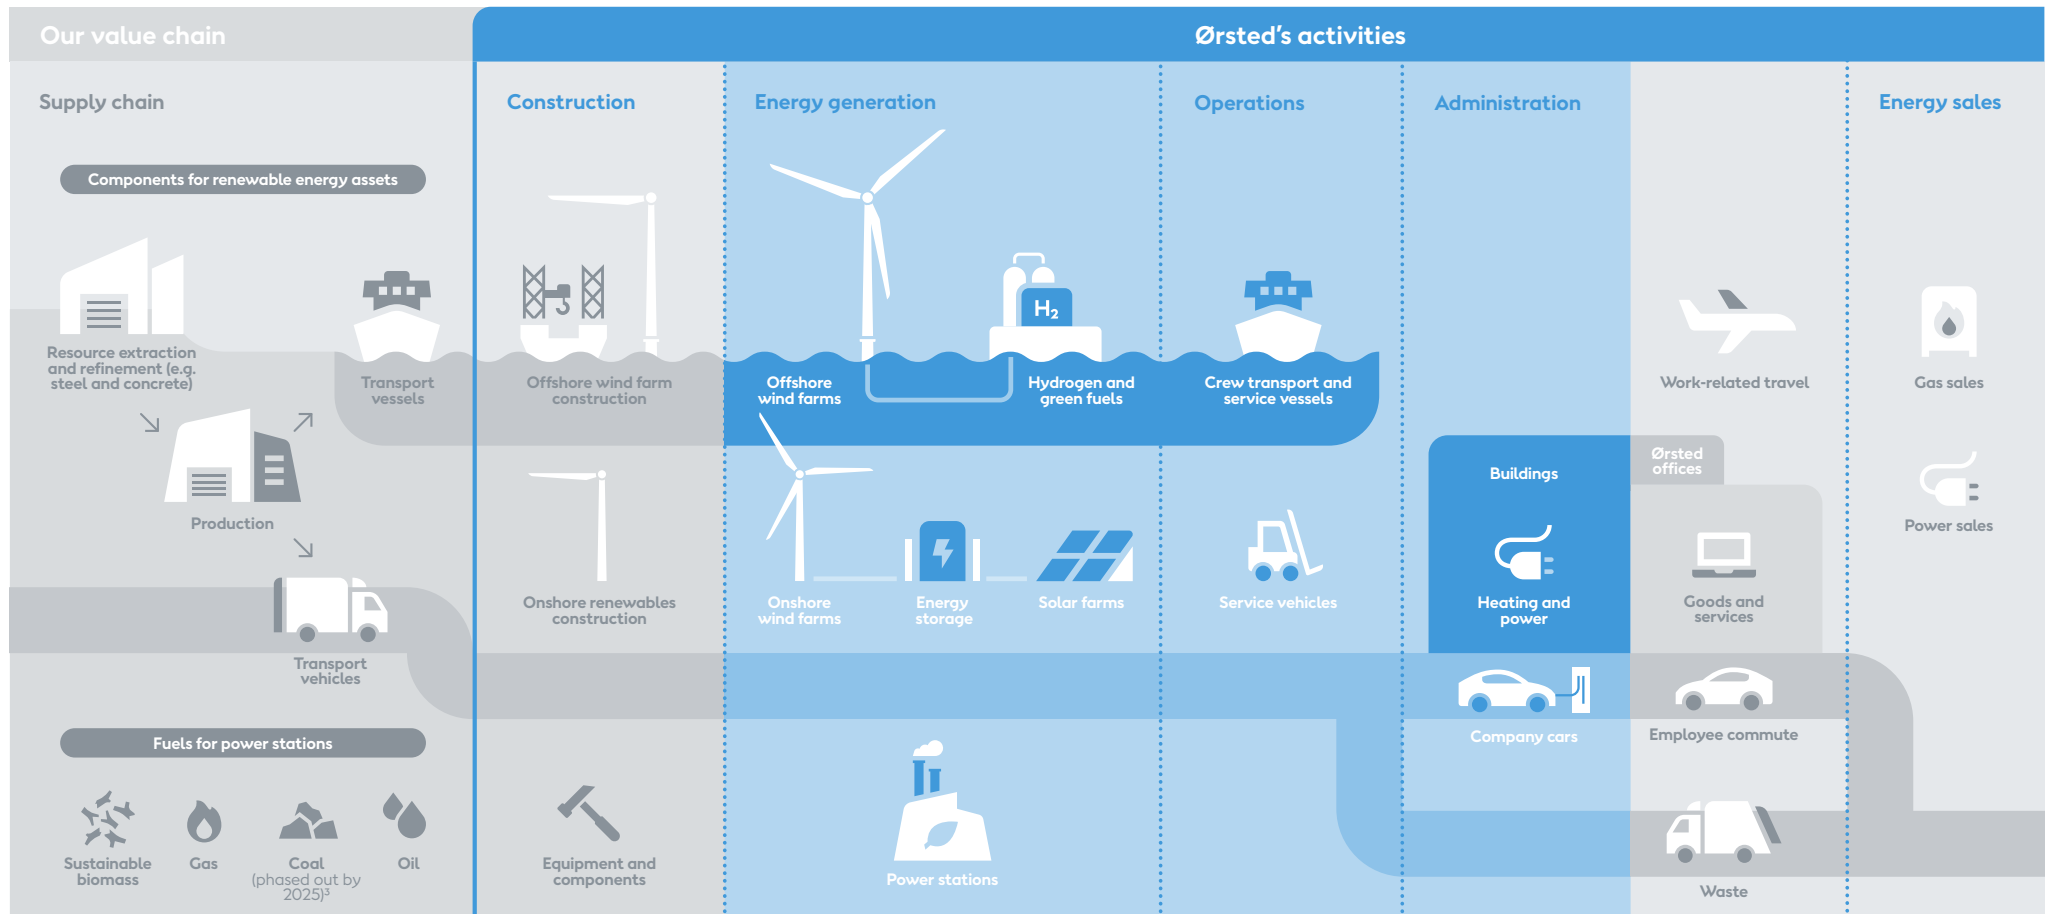 Our value chain
Ørsted's activities
Supply chain
Construction
Energy generation
Operations
Administration
Energy sales
Components for renewable energy assets
Resource extraction
and refinement (e.g.
steel and concrete)
Transport
vessels
Production
Transport
vehicles
Fuels for power stations
Sustainable
biomass
Gas
Coal
(phased out by
2025)³
Oil
Offshore wind farm
construction
Onshore renewables
construction
Equipment and
components
H₂
Offshore
wind farms
Hydrogen and
green fuels
Onshore
wind farms
Energy
storage
Solar farms
Power stations
Crew transport and
service vessels
Service vehicles
Buildings
Heating and
power
Company cars
Work-related travel
Ørsted
offices
Goods and
services
Employee commute
Waste
Gas sales
Power sales